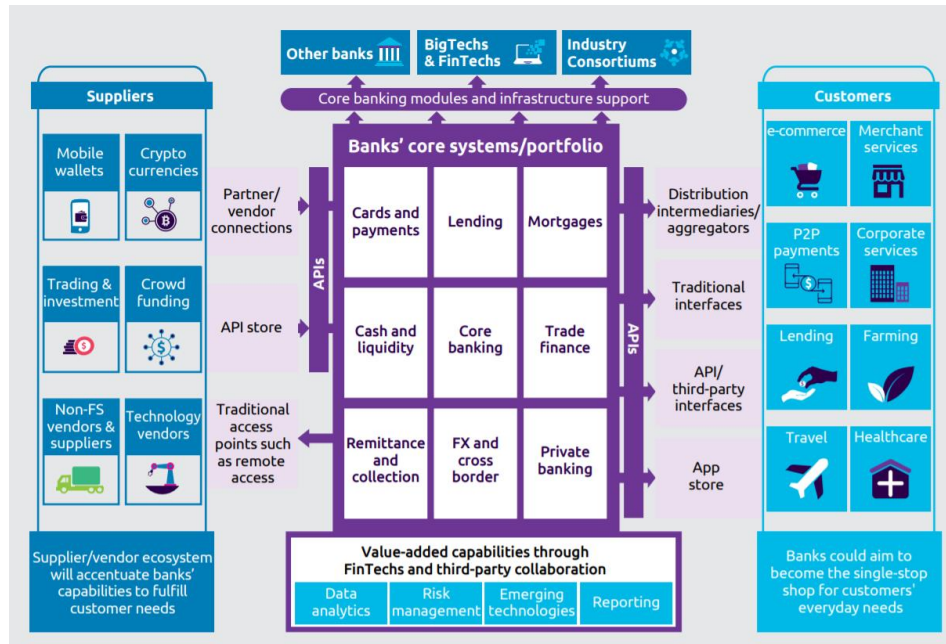 Other banks
BigTechs
& FinTechs
Industry
Consortiums
Core banking modules and infrastructure support
Suppliers
Mobile
wallets
Crypto
currencies
Trading &
investment
Crowd
funding
Non-FS
vendors &
suppliers
Technology
vendors
Supplier/vendor ecosystem
will accentuate banks'
capabilities to fulfill
customer needs
Partner/
vendor
connections
API store
Traditional
access
points such
as remote
access
APIs
Banks' core systems/portfolio
Cards and
payments
Lending
Mortgages
Cash and
liquidity
Core
banking
Trade
finance
Remittance
and
collection
FX and
cross
border
Private
banking
Value-added capabilities through
FinTechs and third-party collaboration
Data
analytics
Risk
management
Emerging
technologies
Reporting
APIs
Distribution
intermediaries/
aggregators
Traditional
interfaces
API/
third-party
interfaces
App
store
Customers
e-commerce
Merchant
services
P2P
payments
Corporate
services
Lending
Farming
Travel
Healthcare
Banks could aim to
become the single-stop
shop for customers'
everyday needs